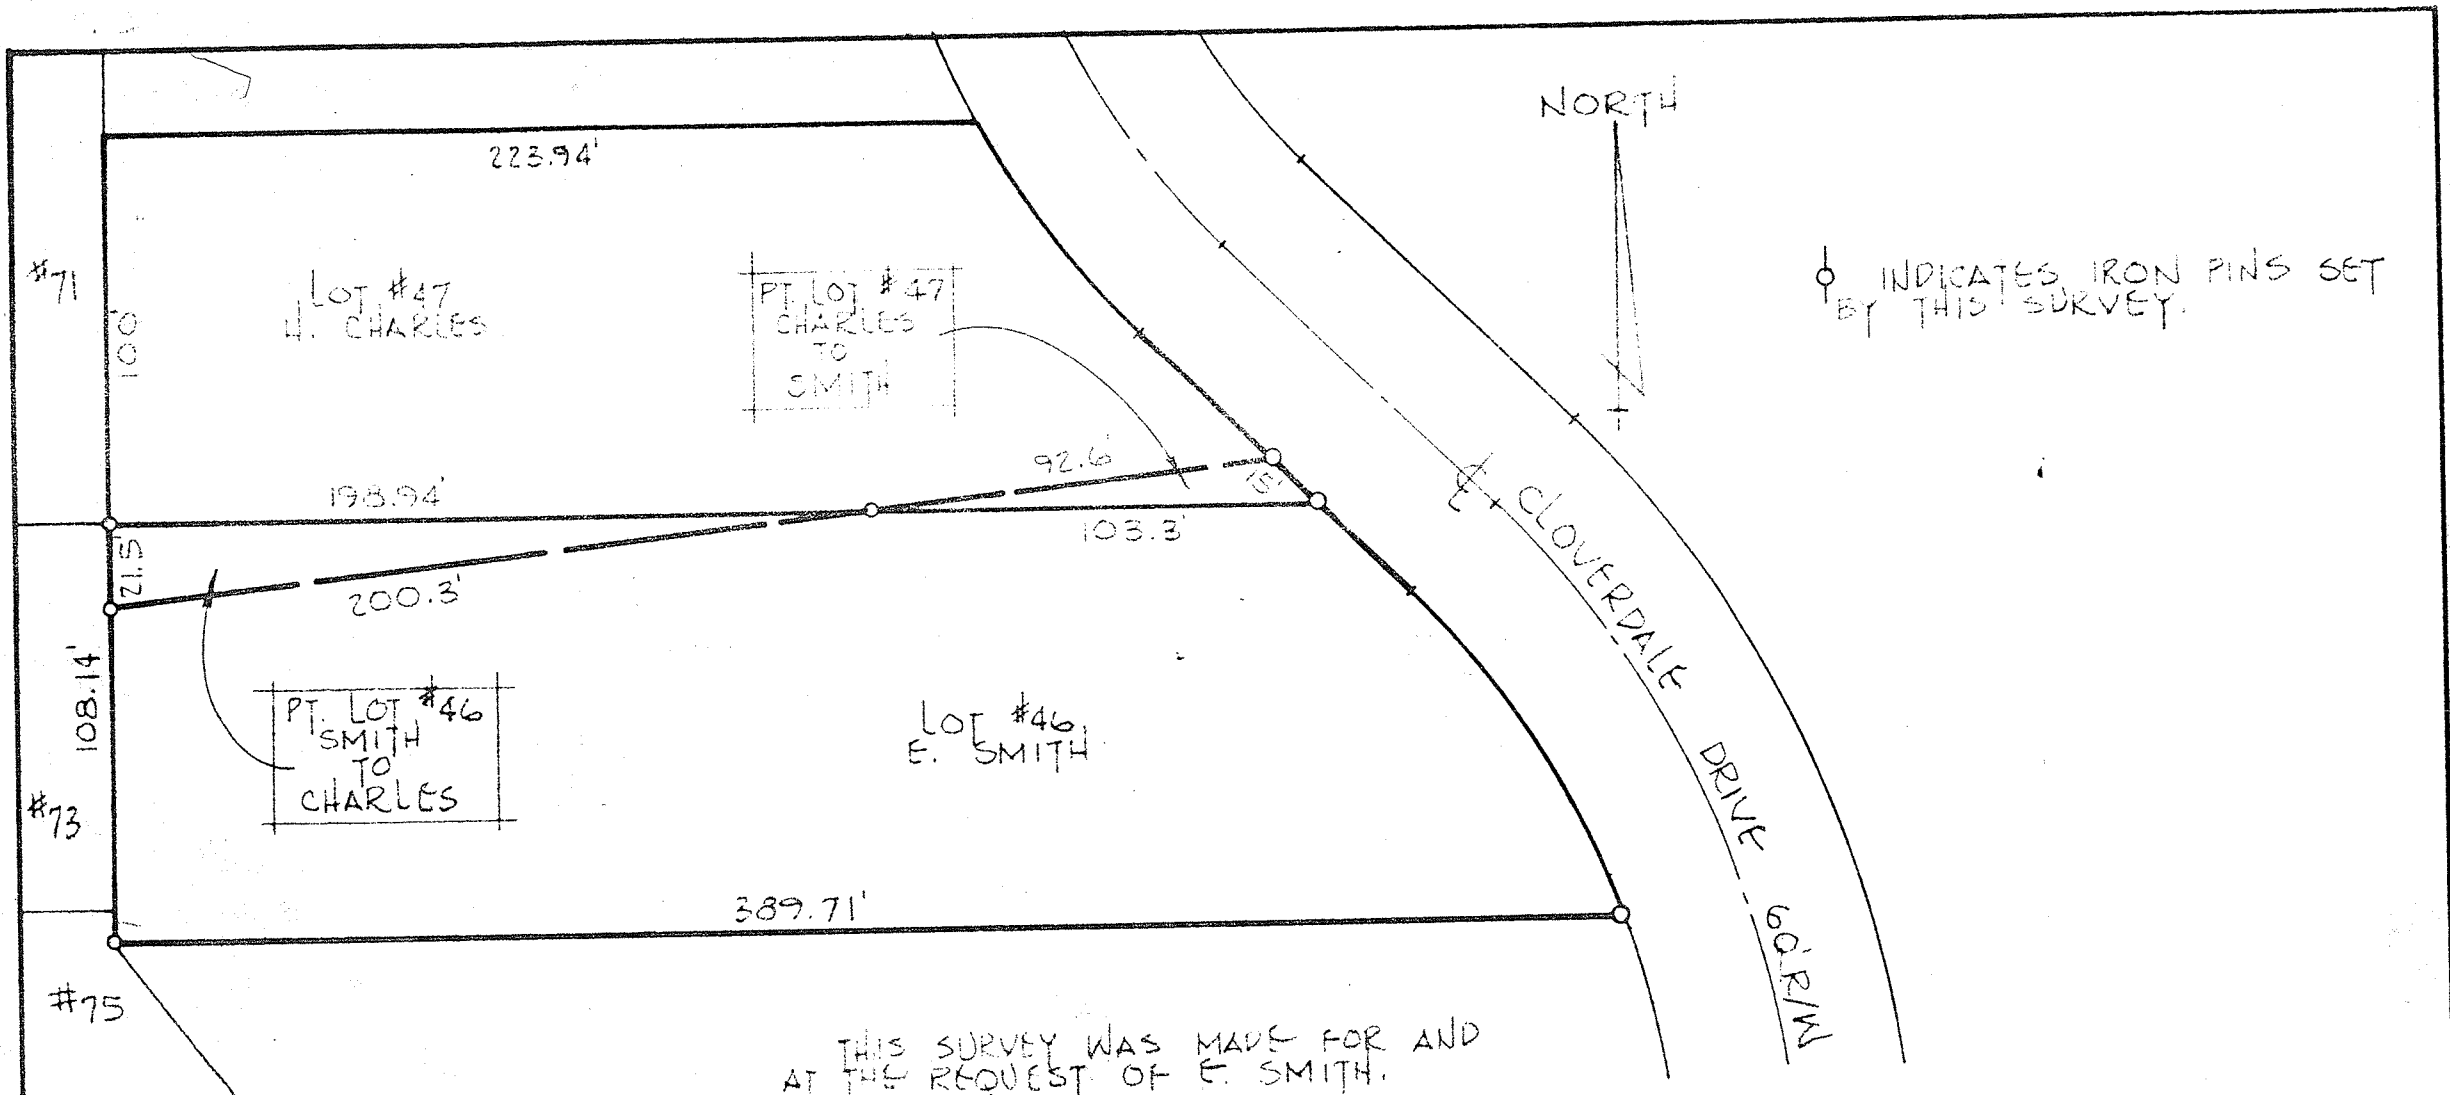 NORTH
223.94'
#71
LOT #47
H. CHARLES
100'
PT. LOT #47
CHARLES
TO
SMITH
INDICATES IRON PINS SET
BY THIS SURVEY.
92.6'
15'
198.94'
103.3'
21.5'
200.3'
℄ CLOVERDALE DRIVE 60' R/W
108.14'
PT. LOT #46
SMITH
TO
CHARLES
LOT #46
E. SMITH
#73
389.71'
#75
THIS SURVEY WAS MADE FOR AND
AT THE REQUEST OF E. SMITH.